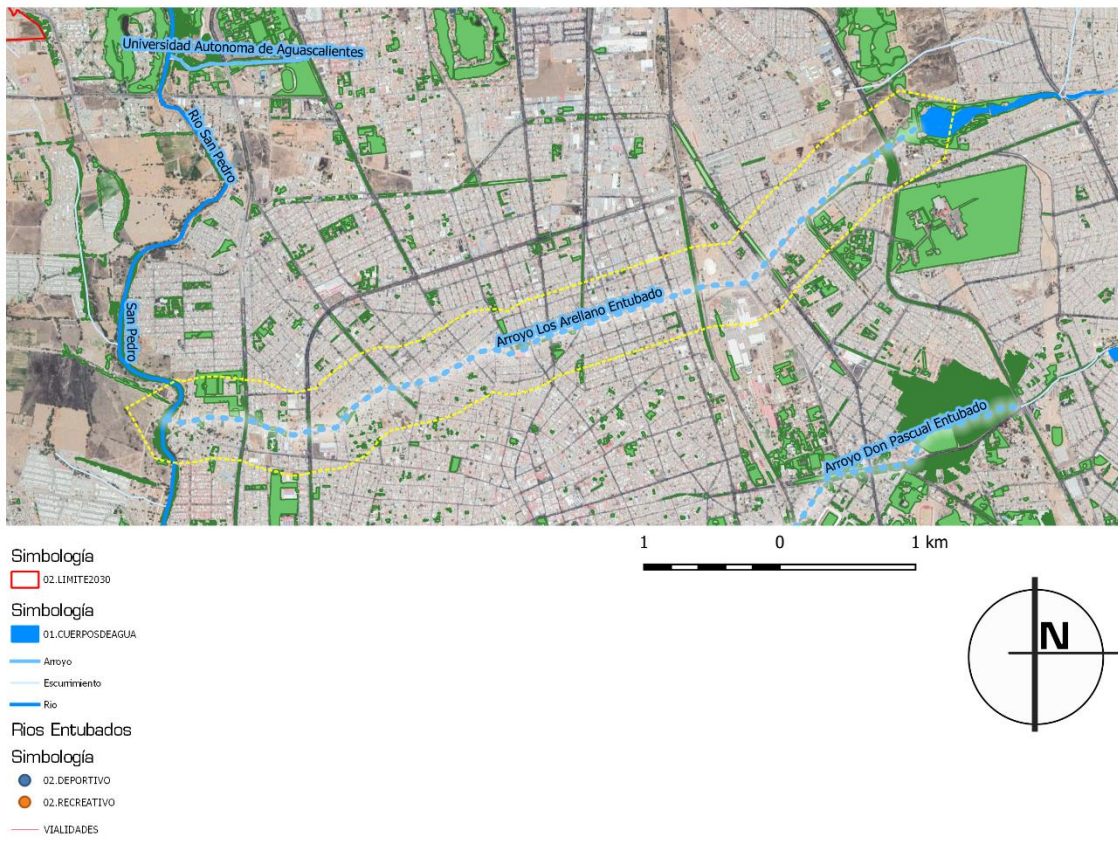 Universidad Autonoma de Aguascalientes
Rio San Pedro
San Pedro
Arroyo Los Arellano Entubado
Arroyo Don Pascual Entubado
1 0 1 km
Simbología
02.LIMITE2030
Simbología
01.CUERPOSDEAGUA
Arroyo
Escurrimiento
Rio
Rios Entubados
Simbología
02.DEPORTIVO
02.RECREATIVO
VIALIDADES
N